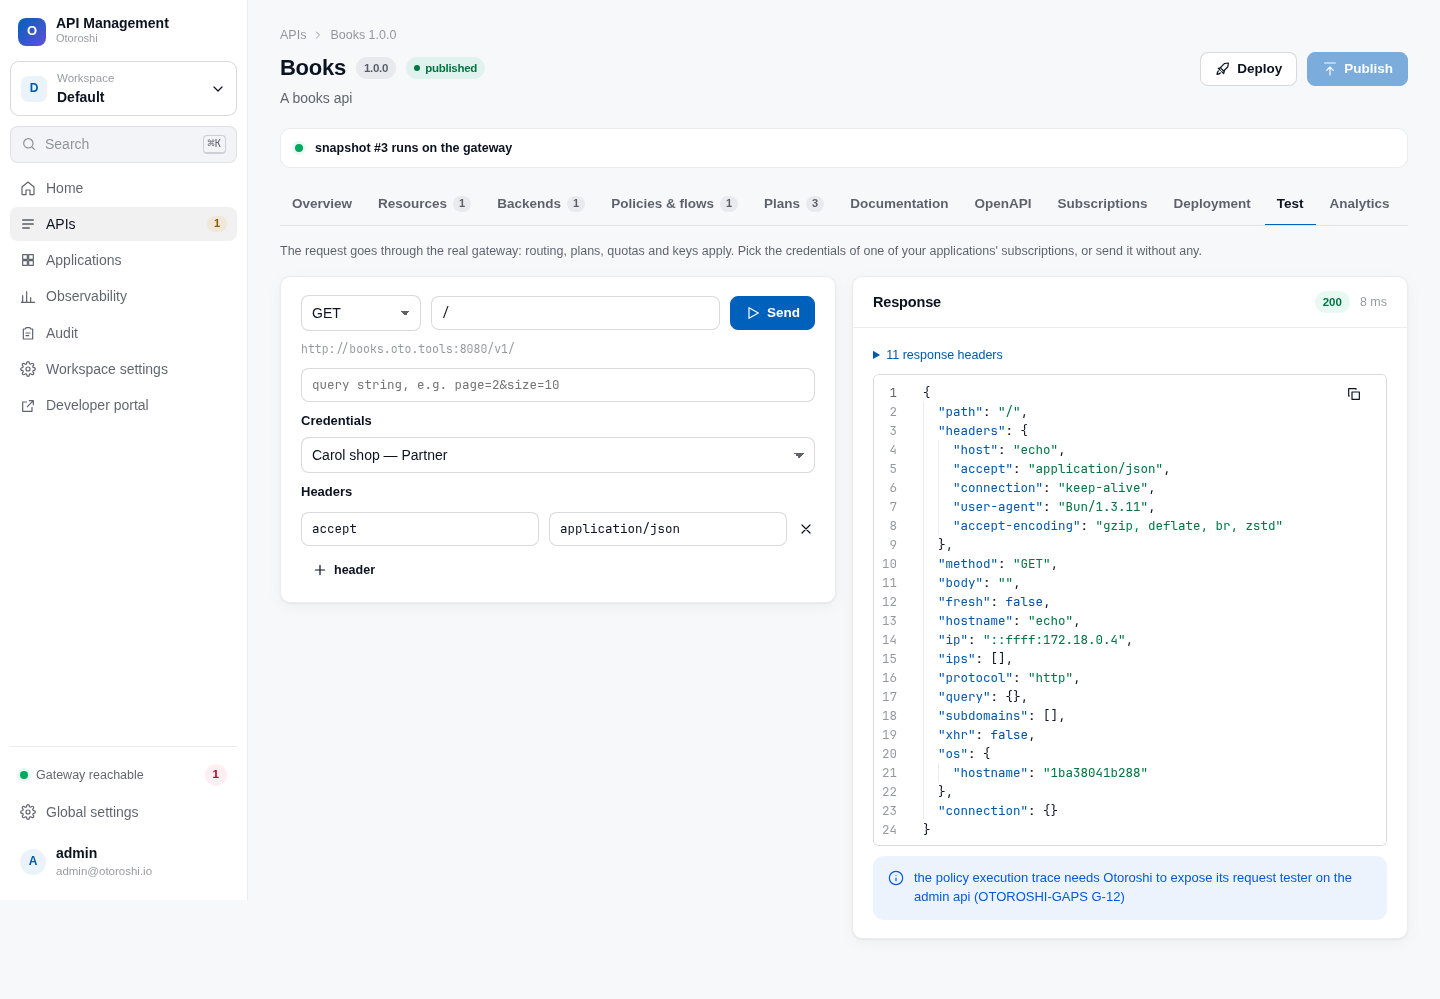 O
API Management
Otoroshi
D
Workspace
Default
Search
⌘K
Home
APIs
1
Applications
Observability
Audit
Workspace settings
Developer portal
Gateway reachable
1
Global settings
A
admin
admin@otoroshi.io
APIs
Books 1.0.0
Books
1.0.0
published
Deploy
Publish
A books api
snapshot #3 runs on the gateway
Overview
Resources 1
Backends 1
Policies & flows 1
Plans 3
Documentation
OpenAPI
Subscriptions
Deployment
Test
Analytics
The request goes through the real gateway: routing, plans, quotas and keys apply. Pick the credentials of one of your applications' subscriptions, or send it without any.
GET
/
Send
http://books.oto.tools:8080/v1/
query string, e.g. page=2&size=10
Credentials
Carol shop — Partner
Headers
accept
application/json
header
Response
200
8 ms
11 response headers
1 {
2 "path": "/",
3 "headers": {
4 "host": "echo",
5 "accept": "application/json",
6 "connection": "keep-alive",
7 "user-agent": "Bun/1.3.11",
8 "accept-encoding": "gzip, deflate, br, zstd"
9 },
10 "method": "GET",
11 "body": "",
12 "fresh": false,
13 "hostname": "echo",
14 "ip": "::ffff:172.18.0.4",
15 "ips": [],
16 "protocol": "http",
17 "query": {},
18 "subdomains": [],
19 "xhr": false,
20 "os": {
21 "hostname": "1ba38041b288"
22 },
23 "connection": {}
24 }
the policy execution trace needs Otoroshi to expose its request tester on the
admin api (OTOROSHI-GAPS G-12)